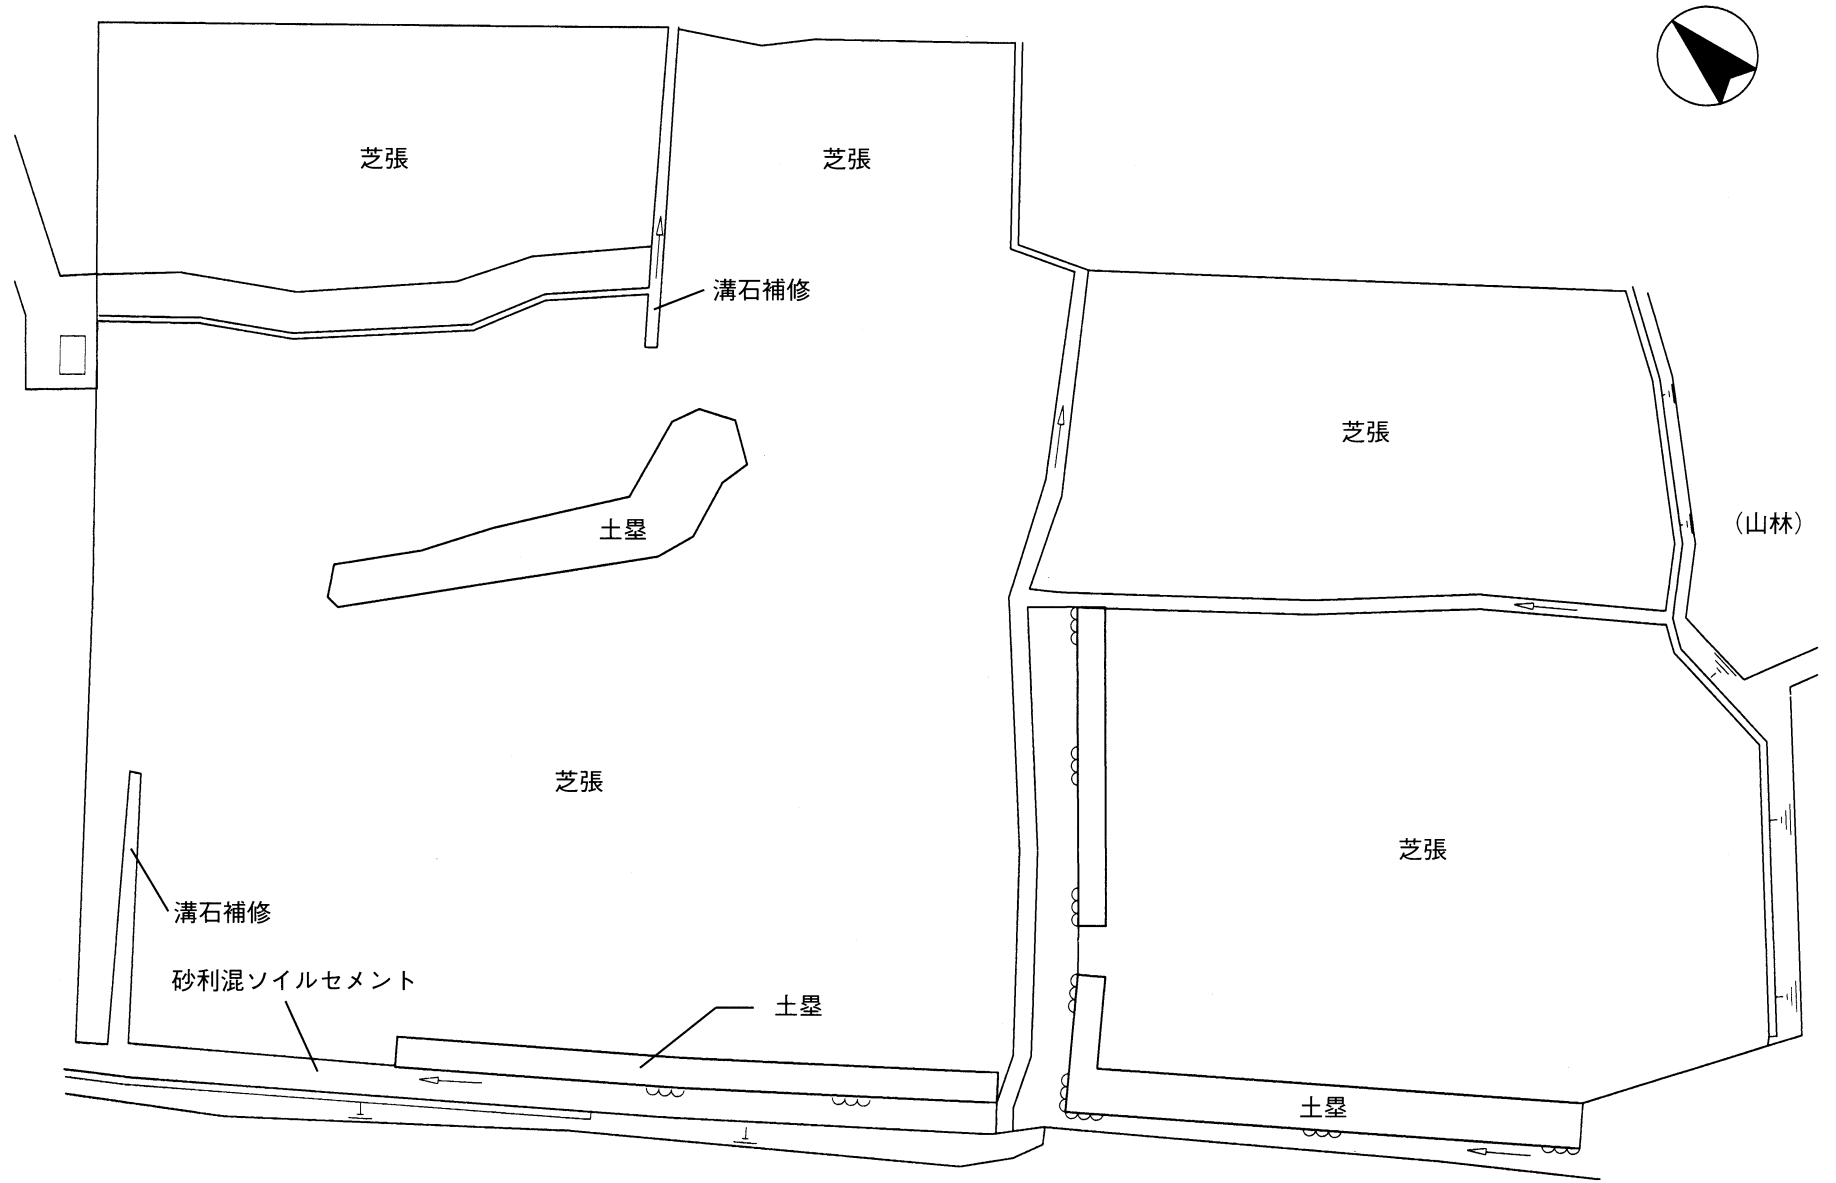 芝張
芝張
溝石補修
芝張
（山林）
土塁
芝張
芝張
溝石補修
砂利混ソイルセメント
土塁
土塁